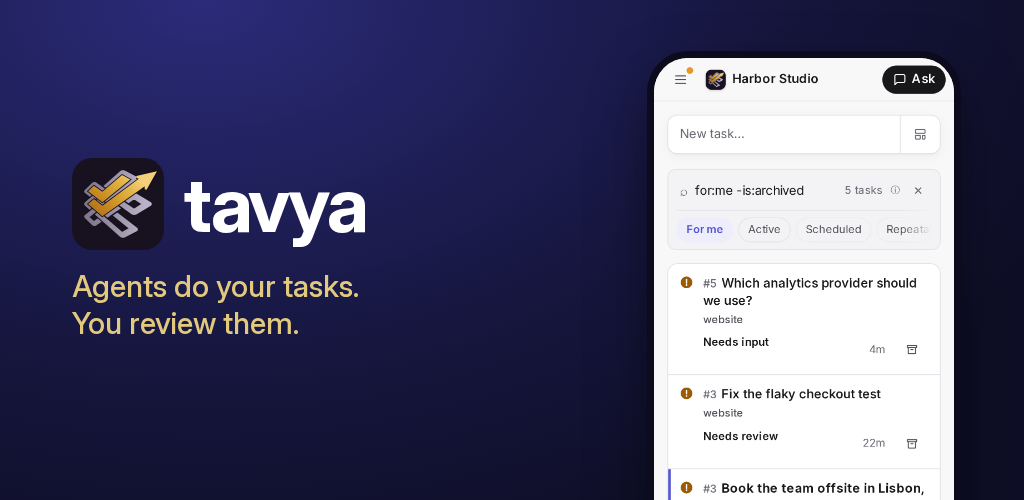 tavya
Agents do your tasks.
You review them.
Harbor Studio
Ask
New task...
for:me -is:archived
5 tasks
For me
Active
Scheduled
#5 Which analytics provider should
we use?
website
Needs input
4m
#3 Fix the flaky checkout test
website
Needs review
22m
#3 Book the team offsite in Lisbon,